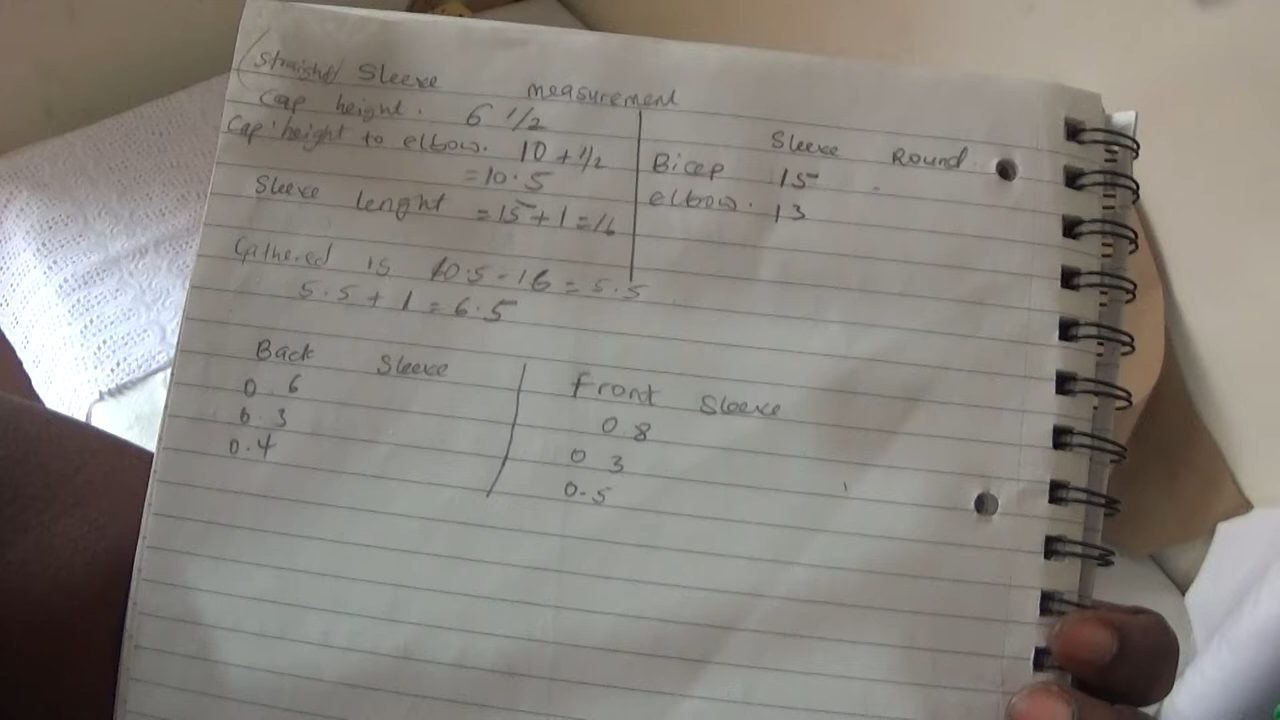 (Straight/ Sleeve measurement
Cap height. 6 1/2
Cap height to elbow. 10 + 1/2
= 10.5
Sleeve lenght = 15 + 1 = 16
Sleeve Round
Bicep 15
elbow. 13
Gathered is 10.5 - 16 = 5.5
5.5 + 1 = 6.5
Back Sleeve
0.6
0.3
0.4
Front Sleeve
0 8
0 3
0.5